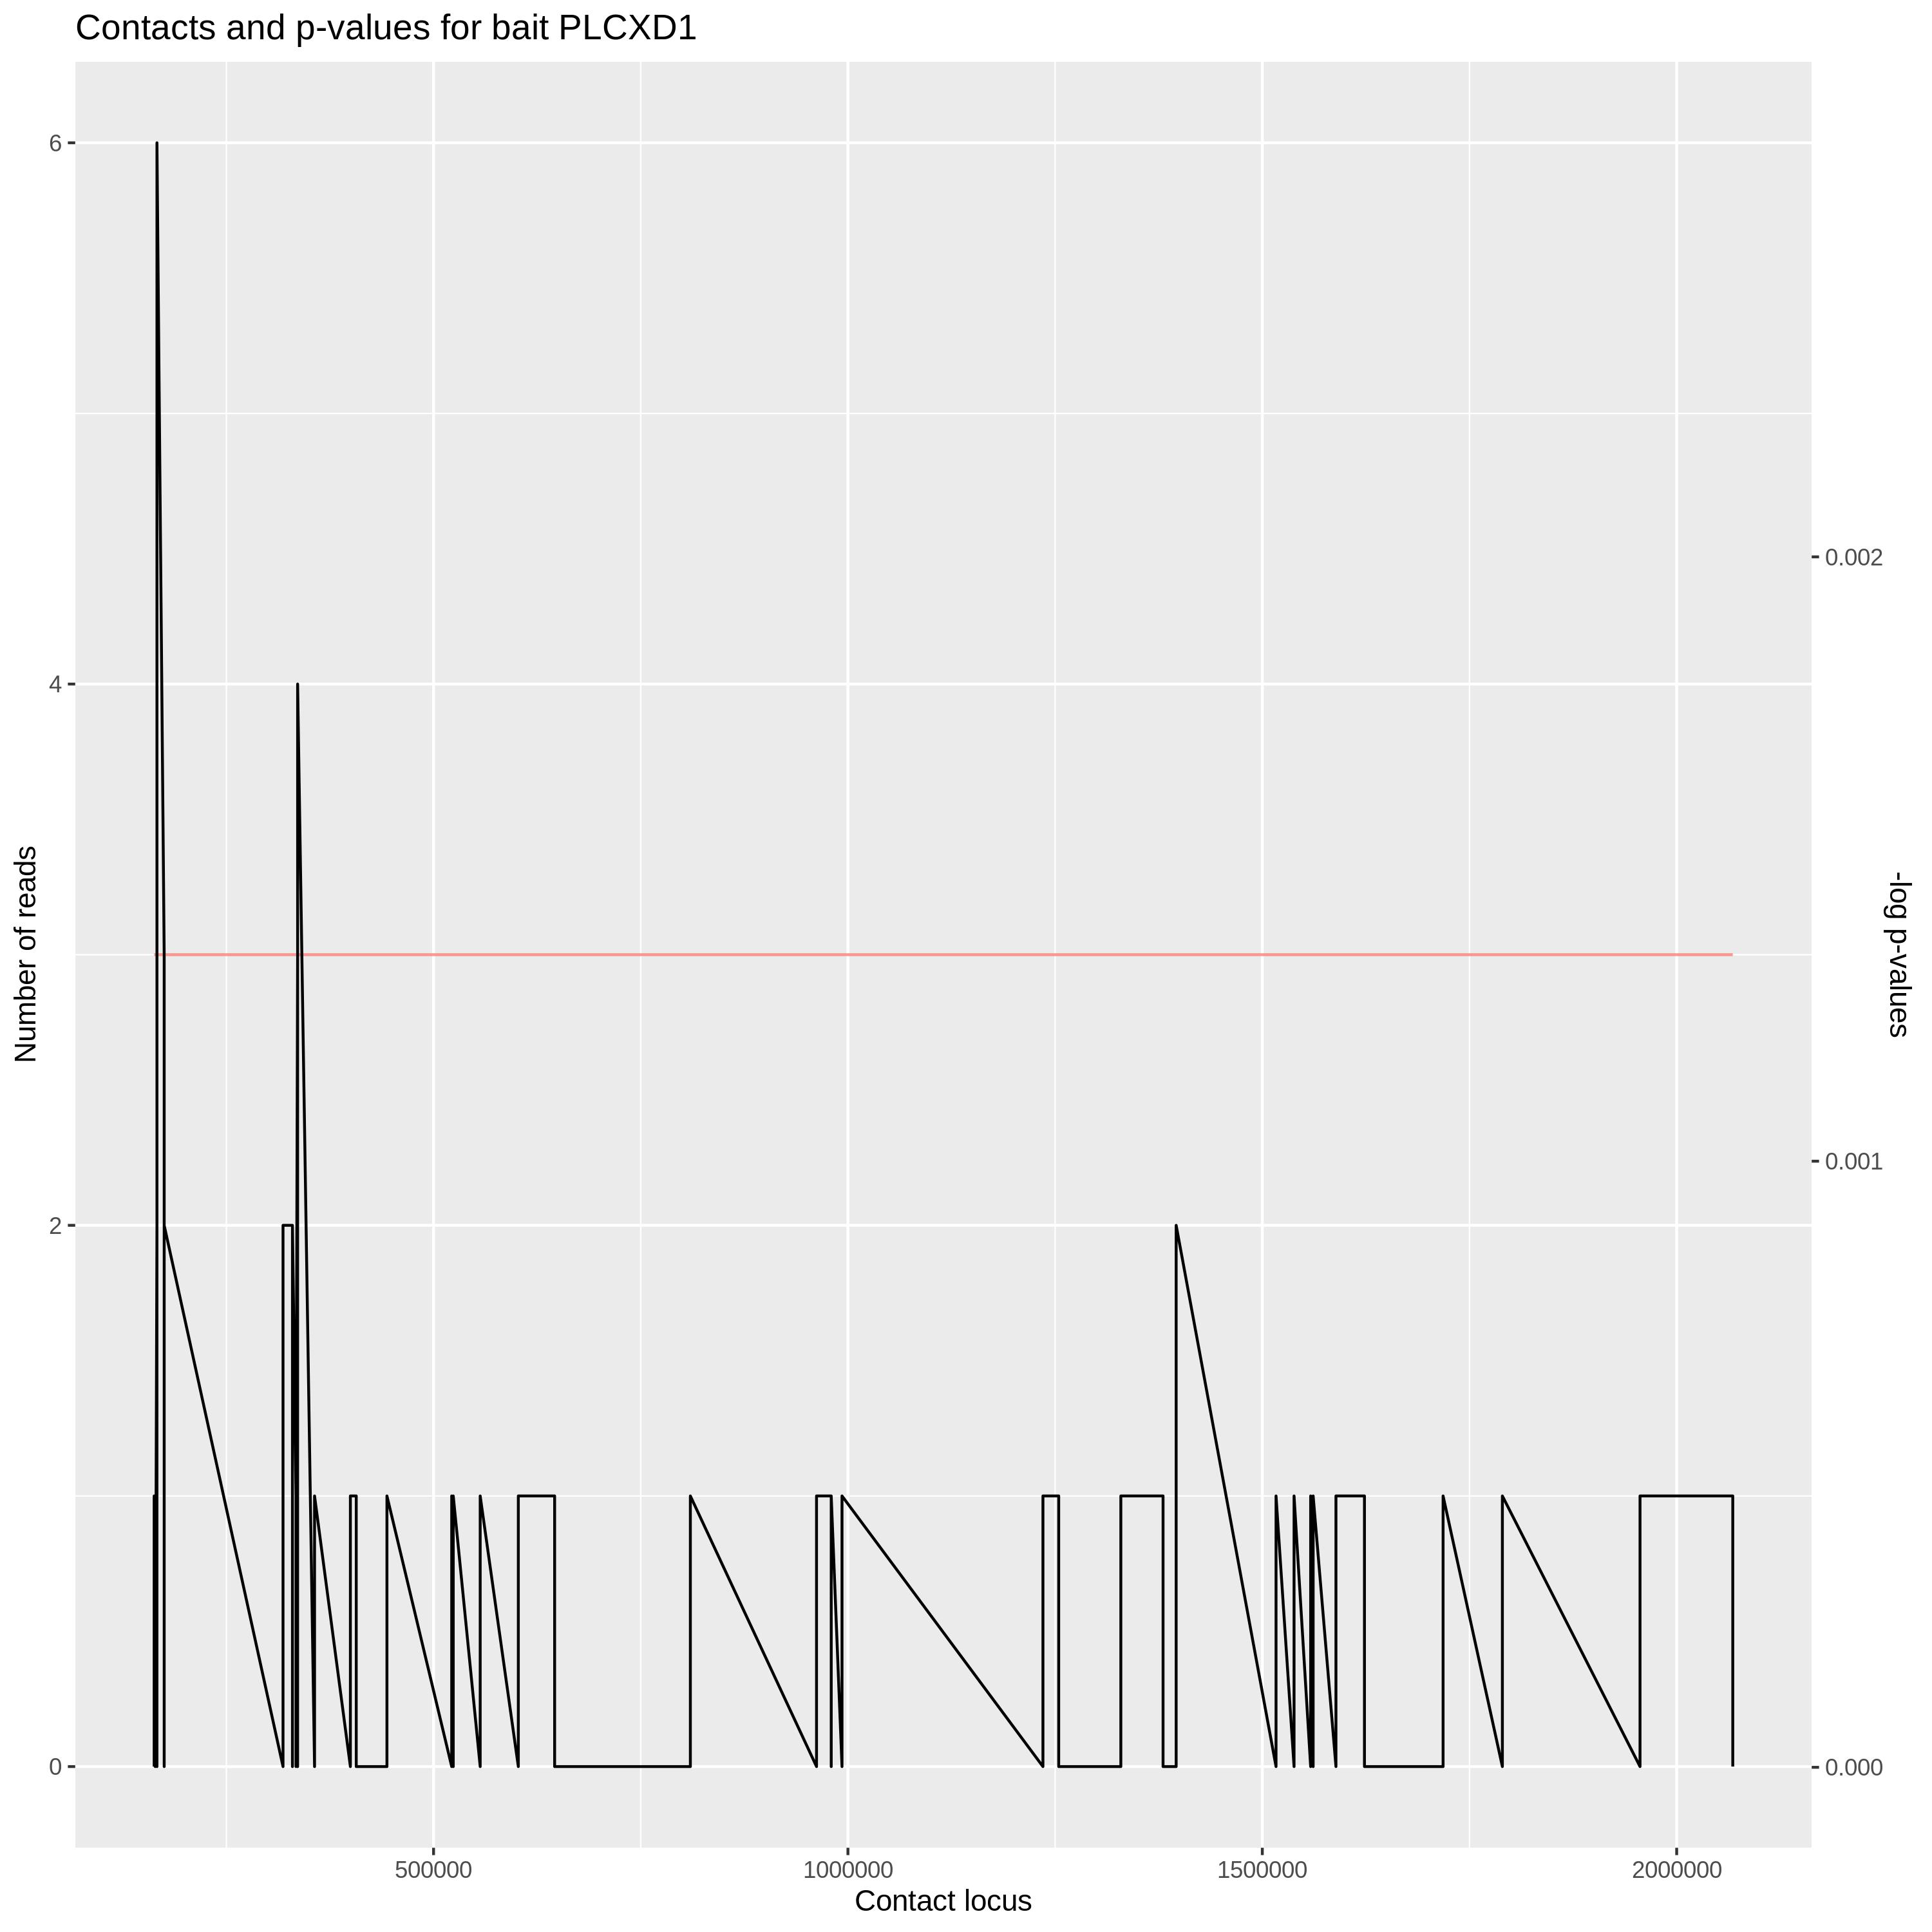 Contacts and p-values for bait PLCXD1
6
4
2
0
Number of reads
0.002
0.001
0.000
-log p-values
500000
1000000
1500000
2000000
Contact locus